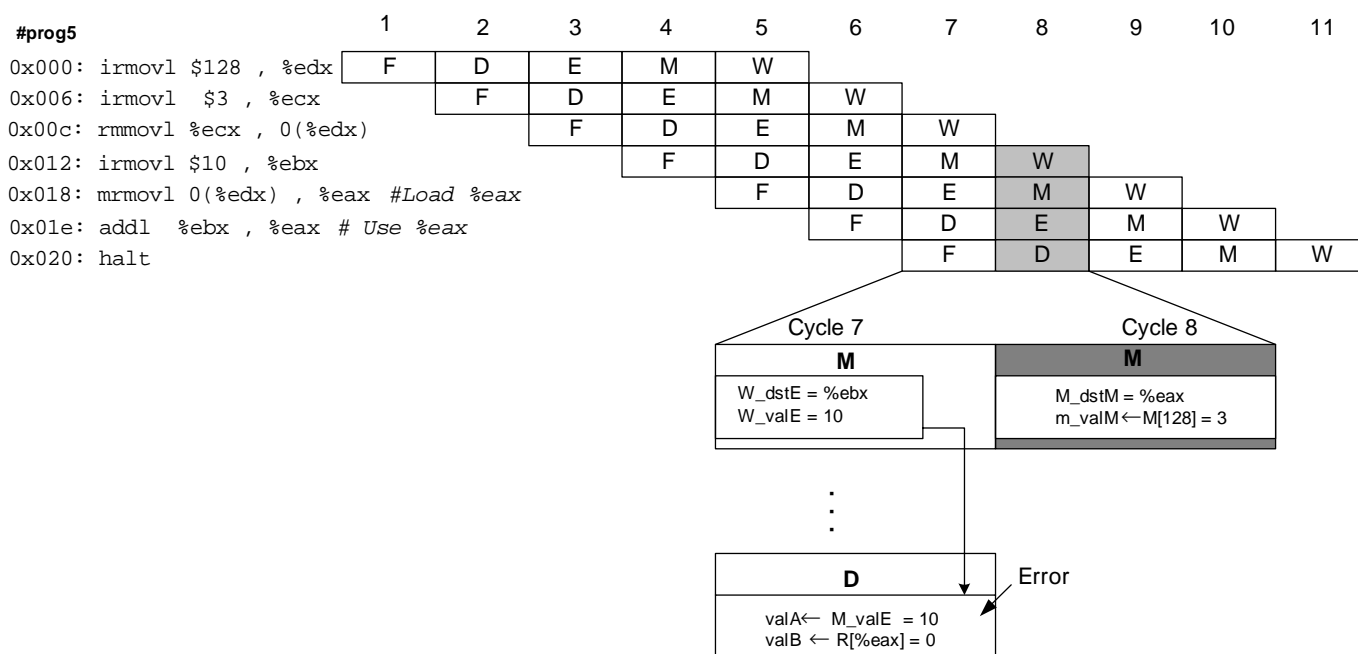 #prog5 1 2 3 4 5 6 7 8 9 10 11
0x000: irmovl $128 , %edx F D E M W
0x006: irmovl $3 , %ecx F D E M W
0x00c: rmmovl %ecx , 0(%edx) F D E M W
0x012: irmovl $10 , %ebx F D E M W
0x018: mrmovl 0(%edx) , %eax #Load %eax F D E M W
0x01e: addl %ebx , %eax # Use %eax F D E M W
0x020: halt F D E M W
Cycle 7 Cycle 8
M M
W_dstE = %ebx
W_valE = 10
M_dstM = %eax
m_valM←M[128] = 3
.
.
.
D
Error
valA← M_valE = 10
valB ← R[%eax] = 0